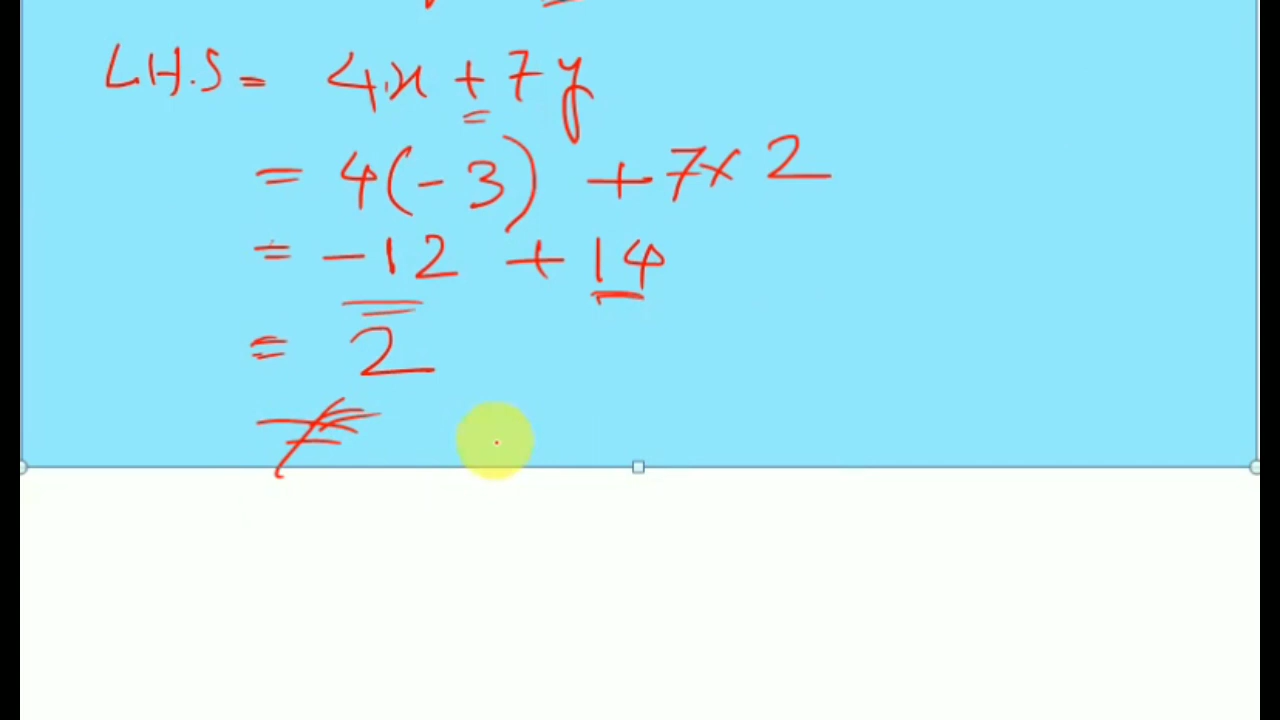 L.H.S = 4x + 7y
= 4(-3) + 7x 2
= -12 + 14
= 2
≠